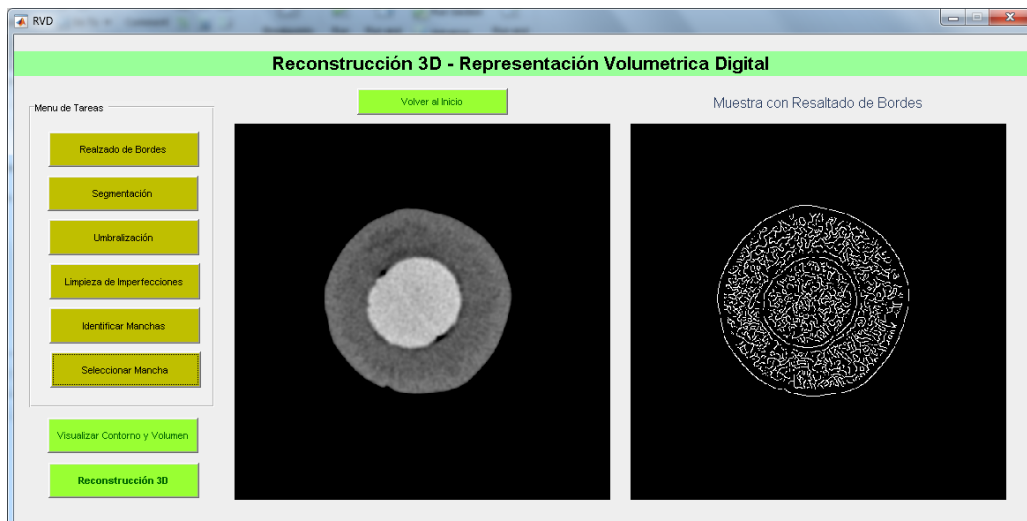 RVD
Reconstrucción 3D - Representación Volumetrica Digital
Menu de Tareas
Realzado de Bordes
Segmentación
Umbralización
Limpieza de Imperfecciones
Identificar Manchas
Seleccionar Mancha
Visualizar Contorno y Volumen
Reconstrucción 3D
Volver al Inicio
Muestra con Resaltado de Bordes